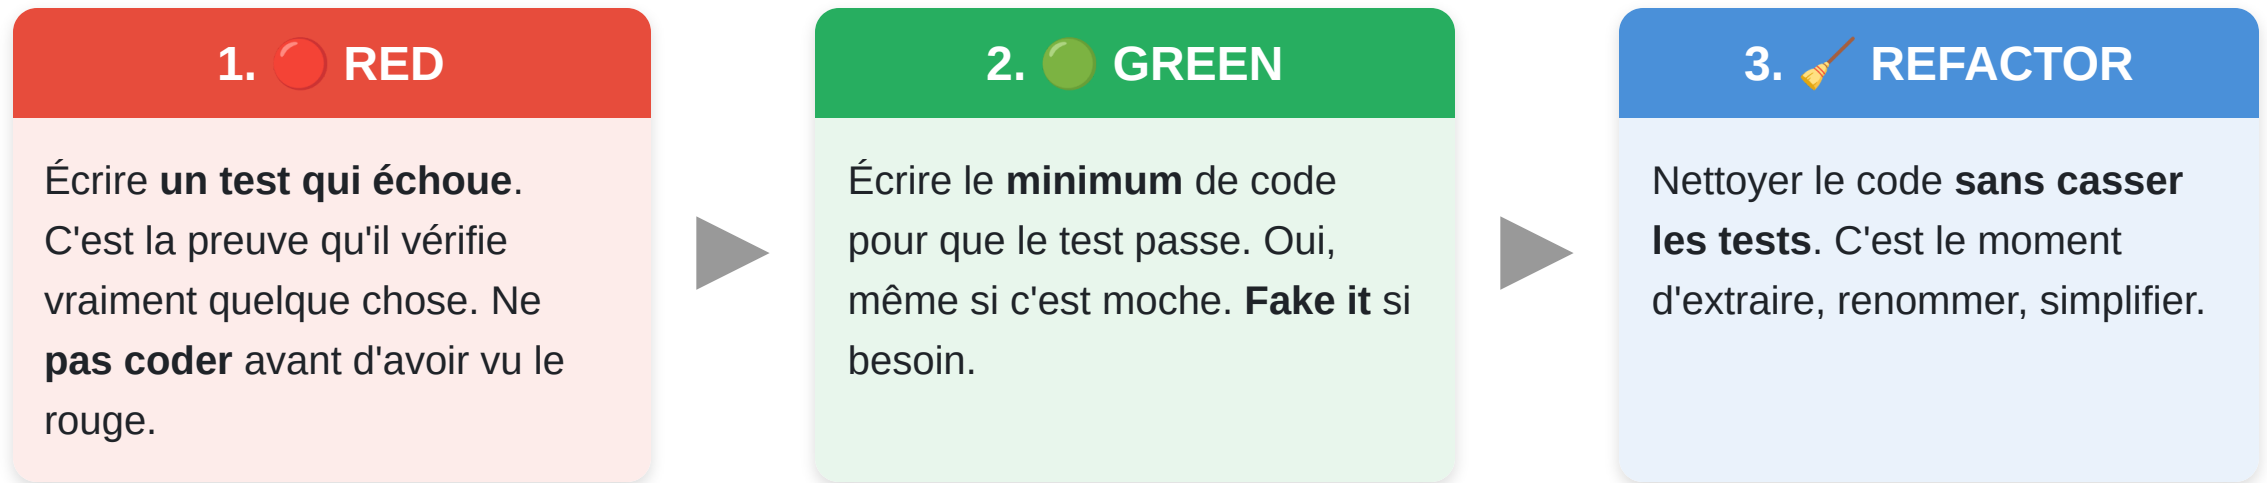 1. 🔴 RED
Écrire un test qui échoue.
C'est la preuve qu'il vérifie
vraiment quelque chose. Ne
pas coder avant d'avoir vu le
rouge.
2. 🟢 GREEN
Écrire le minimum de code
pour que le test passe. Oui,
même si c'est moche. Fake it si
besoin.
3. 🧹 REFACTOR
Nettoyer le code sans casser
les tests. C'est le moment
d'extraire, renommer, simplifier.